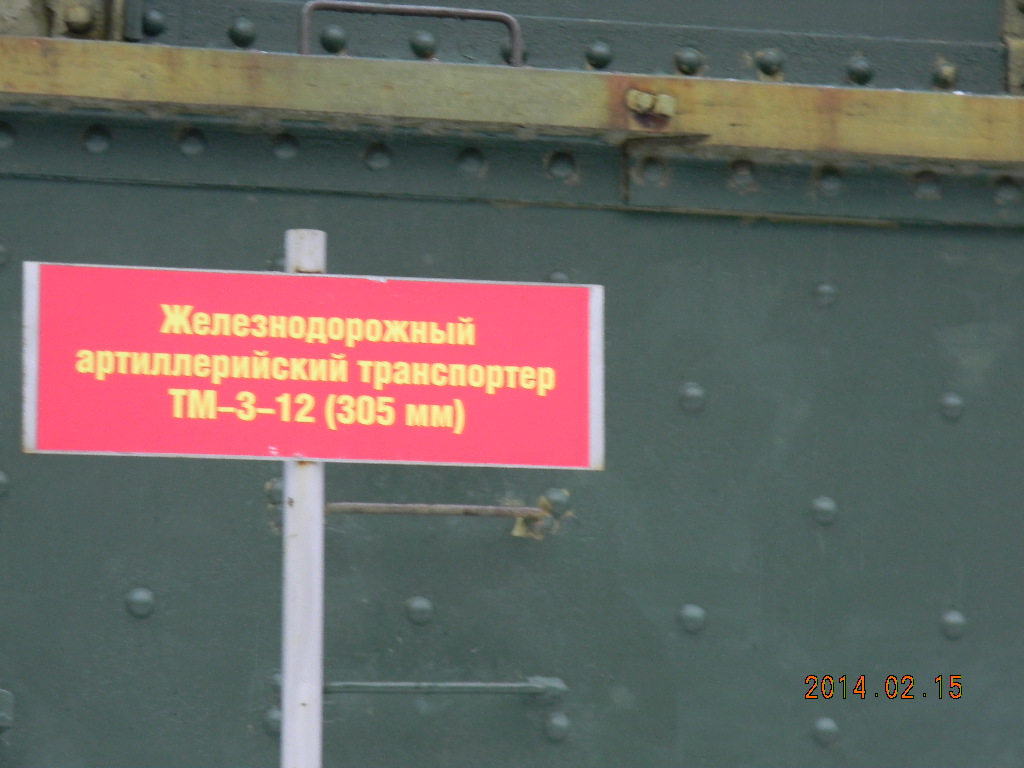 Железнодорожный
артиллерийский транспортер
ТМ–3–12 (305 мм)
2014.02.15